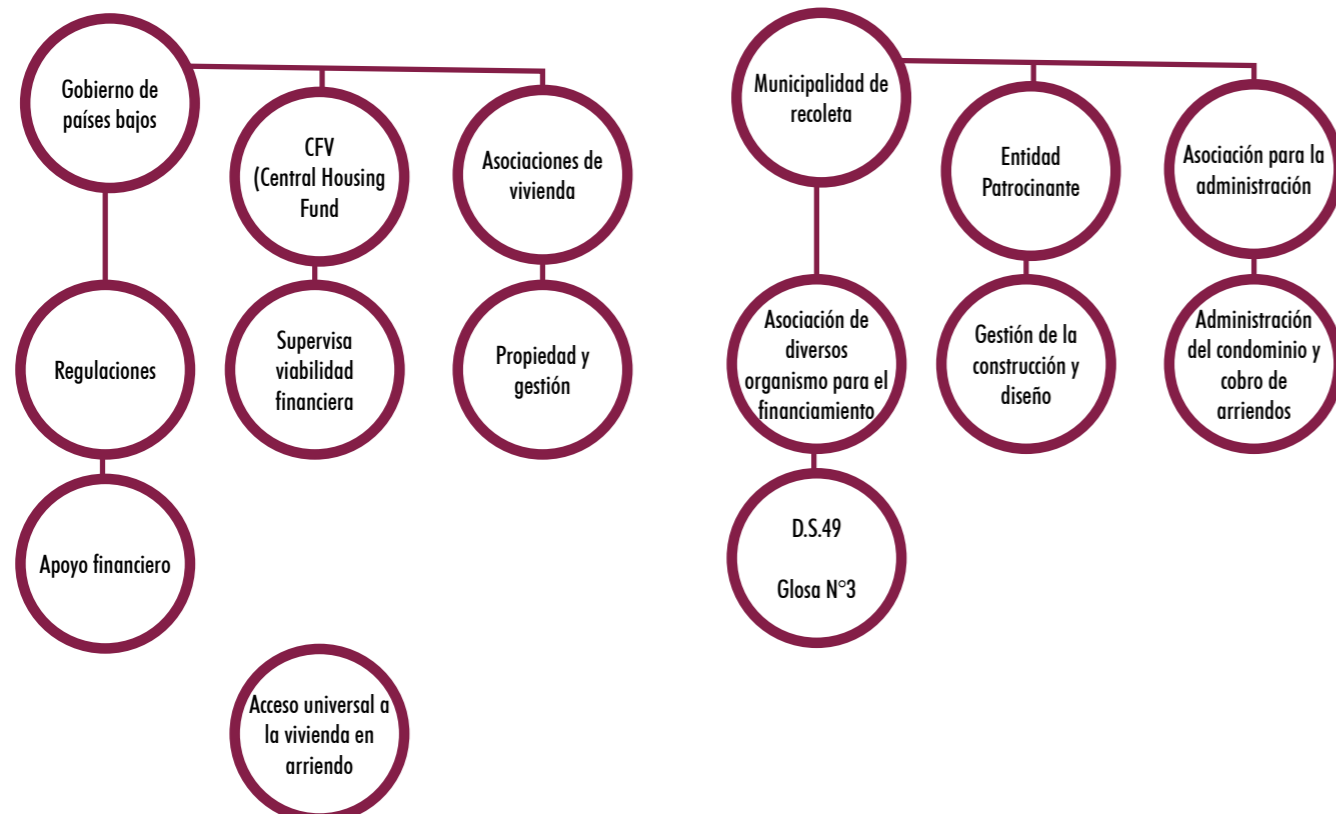 Gobierno de
países bajos
CFV
(Central Housing
Fund
Asociaciones de
vivienda
Regulaciones
Supervisa
viabilidad
financiera
Propiedad y
gestión
Apoyo financiero
Acceso universal a
la vivienda en
arriendo
Municipalidad de
recoleta
Entidad
Patrocinante
Asociación para la
administración
Asociación de
diversos
organismo para el
financiamiento
Gestión de la
construcción y
diseño
Administración
del condominio y
cobro de
arriendos
D.S.49
Glosa N°3